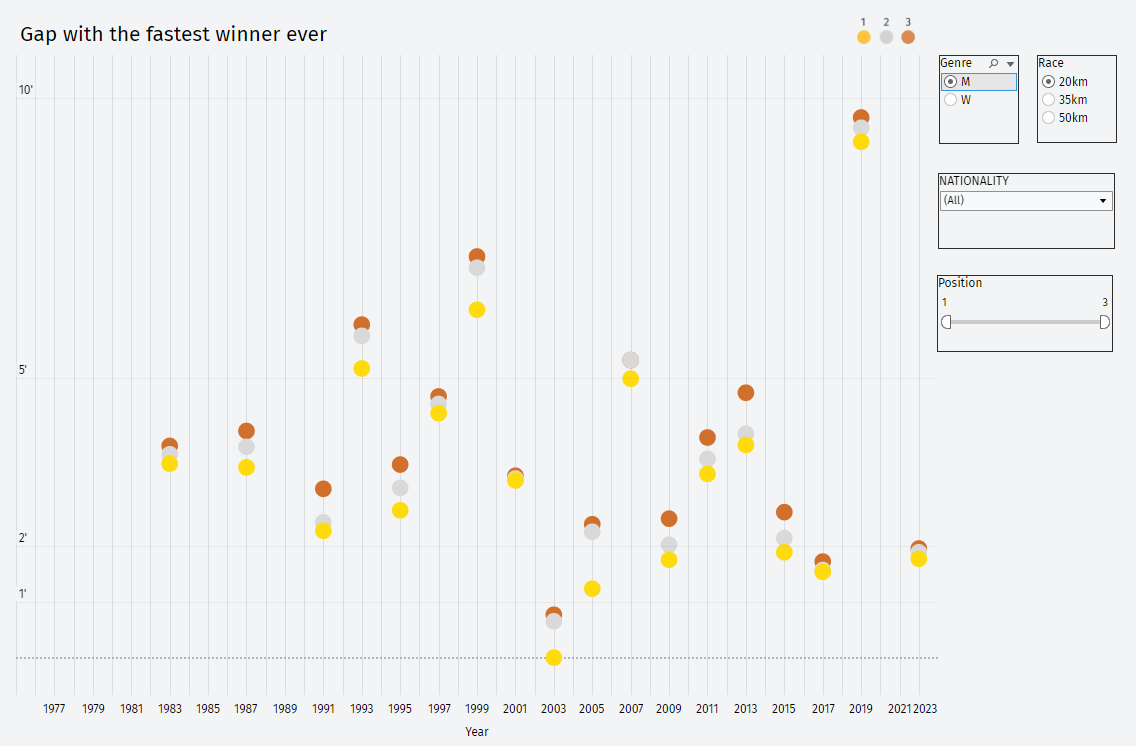 Gap with the fastest winner ever
1 2 3
Genre
M
W
Race
20km
35km
50km
NATIONALITY
(All)
Position
1 3
10'
5'
2'
1'
1977 1979 1981 1983 1985 1987 1989 1991 1993 1995 1997 1999 2001 2003 2005 2007 2009 2011 2013 2015 2017 2019 2021 2023
Year